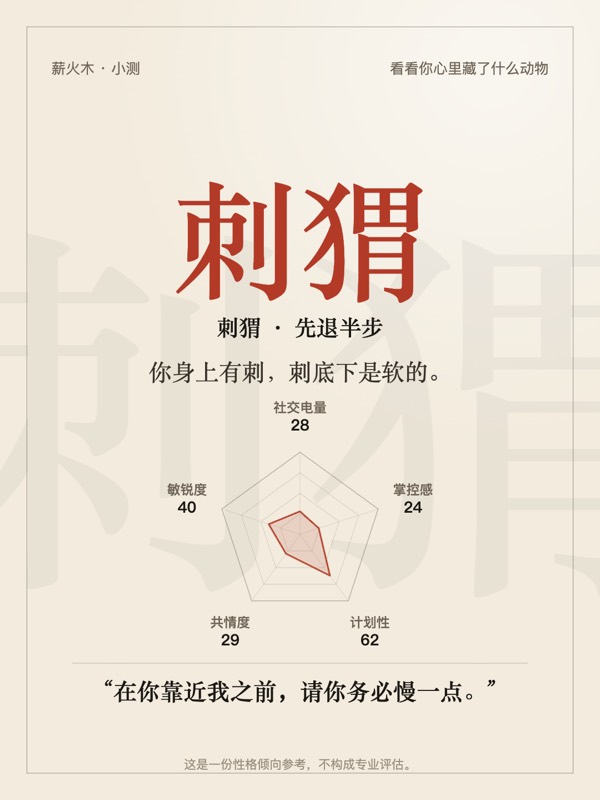 薪火木 · 小测
看看你心里藏了什么动物
刺猬
刺猬 · 先退半步
你身上有刺，刺底下是软的。
社交电量
28
敏锐度
40
掌控感
24
共情度
29
计划性
62
“在你靠近我之前，请你务必慢一点。”
这是一份性格倾向参考，不构成专业评估。